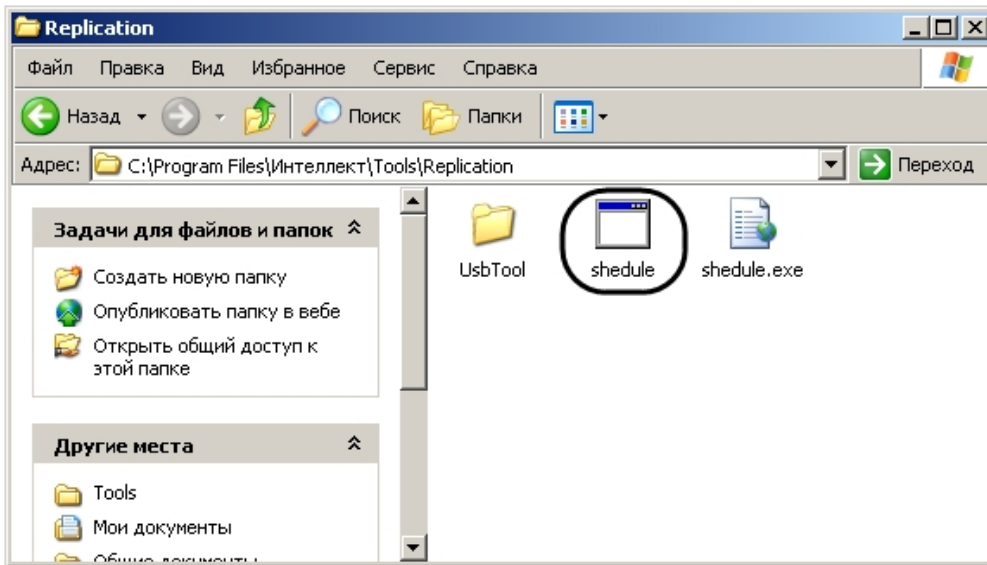 Replication
Файл Правка Вид Избранное Сервис Справка
Назад Поиск Папки
Адрес: C:\Program Files\Интеллект\Tools\Replication Переход
Задачи для файлов и папок
Создать новую папку
Опубликовать папку в вебе
Открыть общий доступ к
этой папке
Другие места
Tools
Мои документы
Общие документы
UsbTool
shedule
shedule.exe